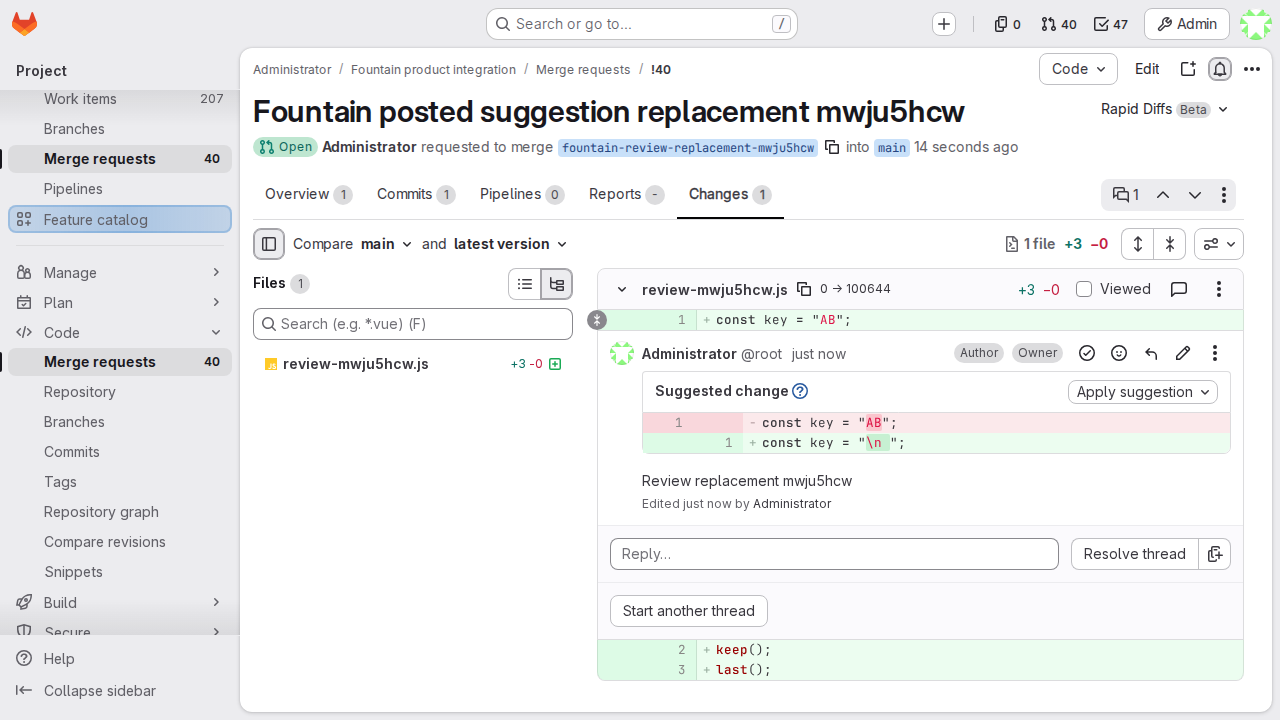 Search or go to... /
0 40 47 Admin
Project
Work items 207
Branches
Merge requests 40
Pipelines
Feature catalog
Manage
Plan
Code
Merge requests 40
Repository
Branches
Commits
Tags
Repository graph
Compare revisions
Snippets
Build
Secure
Help
Collapse sidebar
Administrator / Fountain product integration / Merge requests / !40
Code Edit
Fountain posted suggestion replacement mwju5hcw
Rapid Diffs Beta
Open Administrator requested to merge fountain-review-replacement-mwju5hcw into main 14 seconds ago
Overview 1 Commits 1 Pipelines 0 Reports - Changes 1
1
Compare main and latest version
1 file +3 −0
Files 1
Search (e.g. *.vue) (F)
JS review-mwju5hcw.js +3 -0
review-mwju5hcw.js 0 → 100644 +3 −0 Viewed
1 + const key = "AB";
Administrator @root just now Author Owner
Suggested change Apply suggestion
1 - const key = "AB";
1 + const key = "\n ";
Review replacement mwju5hcw
Edited just now by Administrator
Reply… Resolve thread
Start another thread
2 + keep();
3 + last();